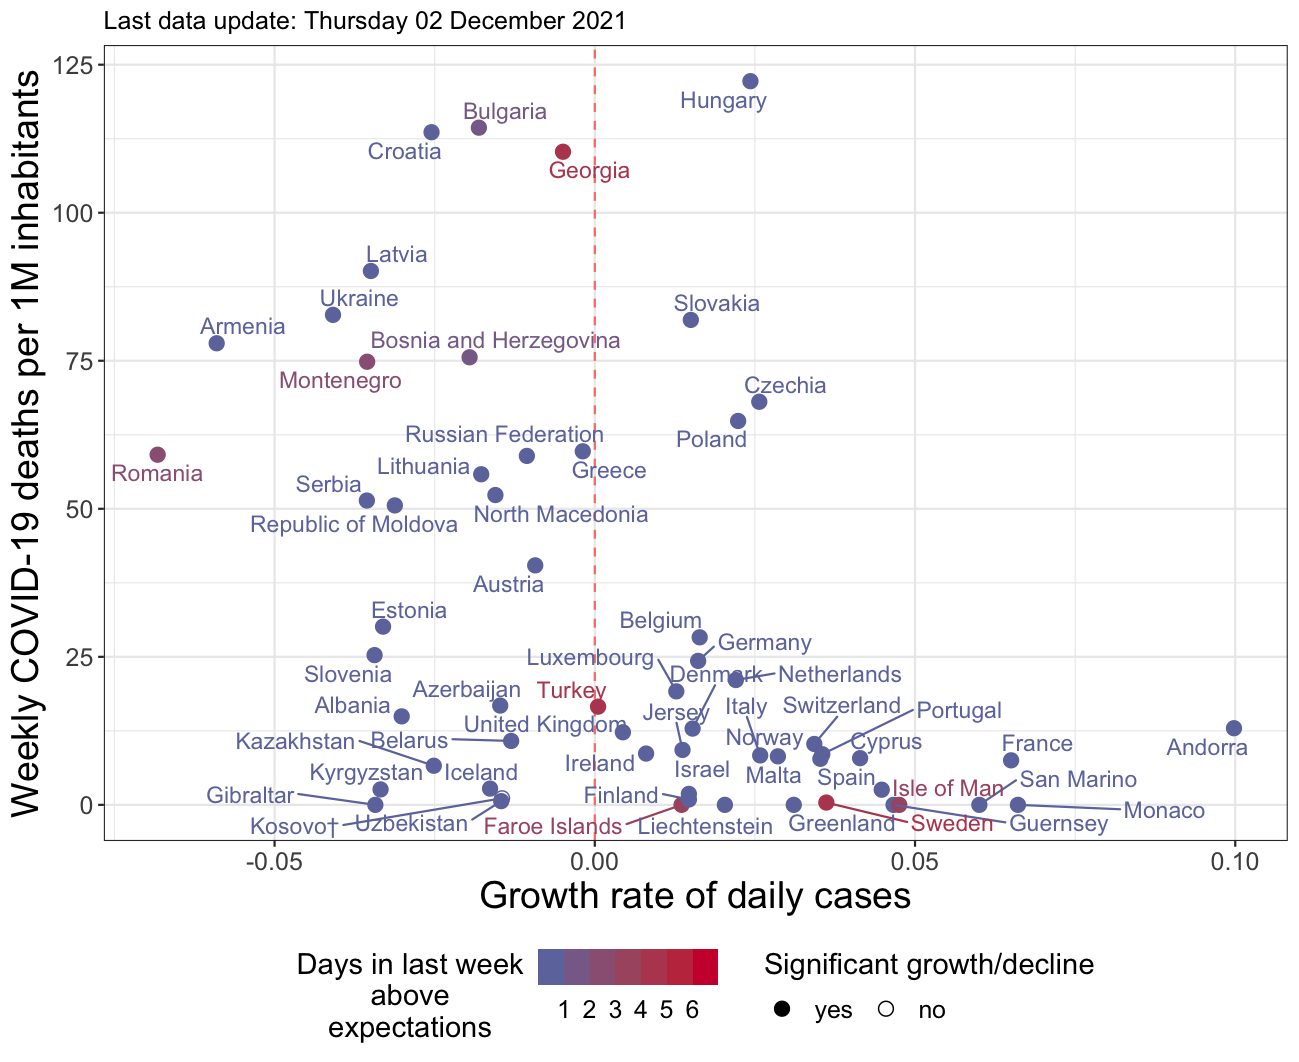 Last data update: Thursday 02 December 2021
Weekly COVID-19 deaths per 1M inhabitants
125
100
75
50
25
0
Hungary
Bulgaria
Croatia
Georgia
Latvia
Ukraine
Slovakia
Armenia
Bosnia and Herzegovina
Montenegro
Czechia
Poland
Russian Federation
Greece
Romania
Lithuania
Serbia
North Macedonia
Republic of Moldova
Austria
Estonia
Belgium
Germany
Luxembourg
Slovenia
Denmark
Netherlands
Azerbaijan
Turkey
Albania
Jersey
Italy
Switzerland
Portugal
United Kingdom
Kazakhstan
Belarus
Norway
Cyprus
France
Andorra
Ireland
Israel
Malta
Spain
Kyrgyzstan
Iceland
San Marino
Gibraltar
Finland
Isle of Man
Monaco
Kosovo†
Uzbekistan
Faroe Islands
Liechtenstein
Greenland
Sweden
Guernsey
-0.05
0.00
0.05
0.10
Growth rate of daily cases
Days in last week
above
expectations
1 2 3 4 5 6
Significant growth/decline
yes
no